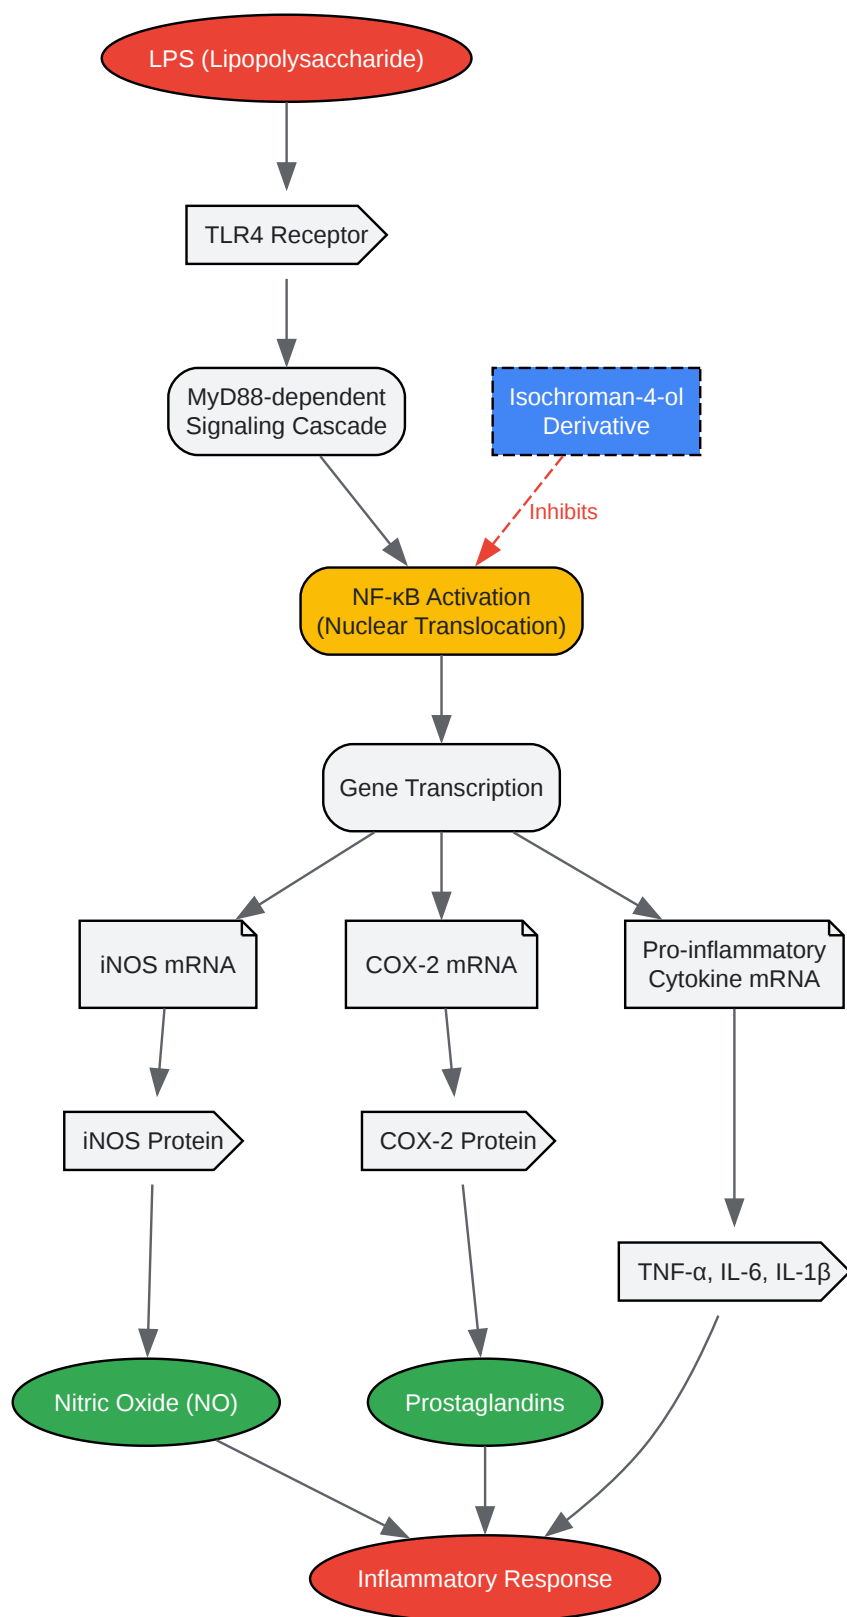 LPS (Lipopolysaccharide)
TLR4 Receptor
MyD88-dependent
Signaling Cascade
Isochroman-4-ol
Derivative
Inhibits
NF-κB Activation
(Nuclear Translocation)
Gene Transcription
iNOS mRNA
COX-2 mRNA
Pro-inflammatory
Cytokine mRNA
iNOS Protein
COX-2 Protein
TNF-α, IL-6, IL-1β
Nitric Oxide (NO)
Prostaglandins
Inflammatory Response